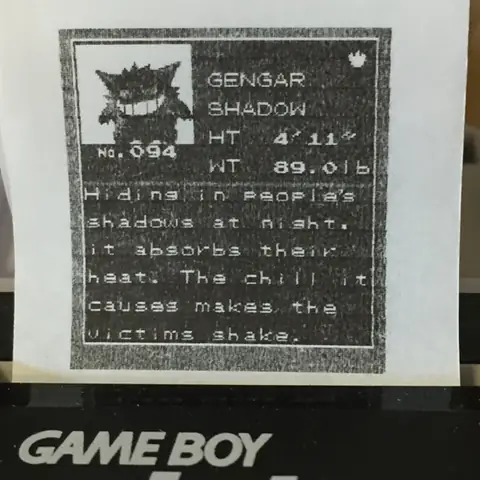 GENGAR
SHADOW
HT 4'11"
No.094
WT 89.0lb
Hiding in people's
shadows at night,
it absorbs their
heat. The chill it
causes makes the
victims shake.
GAME BOY